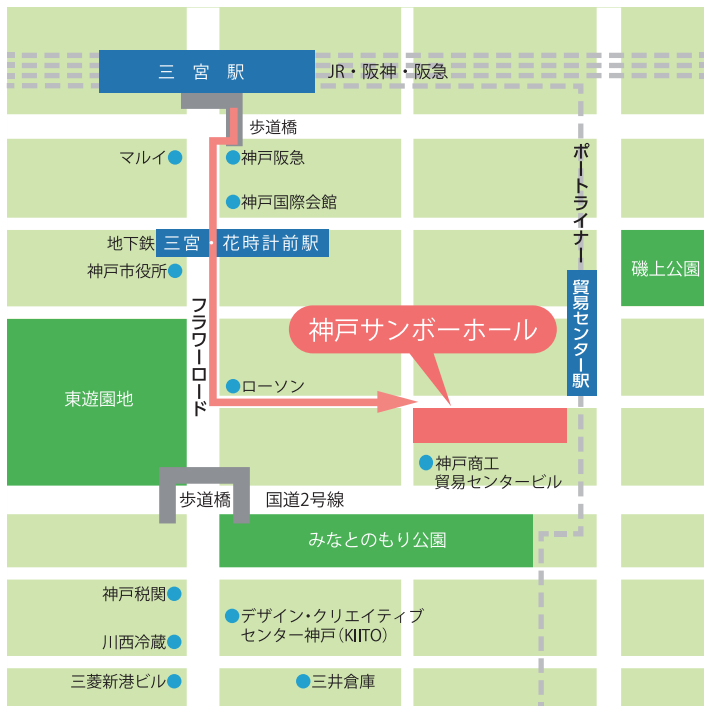 三宮駅
JR・阪神・阪急
歩道橋
マルイ
神戸阪急
ポートライナー
神戸国際会館
地下鉄
三宮・花時計前駅
神戸市役所
磯上公園
貿易センター駅
フラワーロード
神戸サンボーホール
ローソン
東遊園地
神戸商工
貿易センタービル
歩道橋
国道2号線
みなとのもり公園
神戸税関
デザイン・クリエイティブ
センター神戸(KIITO)
川西冷蔵
三菱新港ビル
三井倉庫